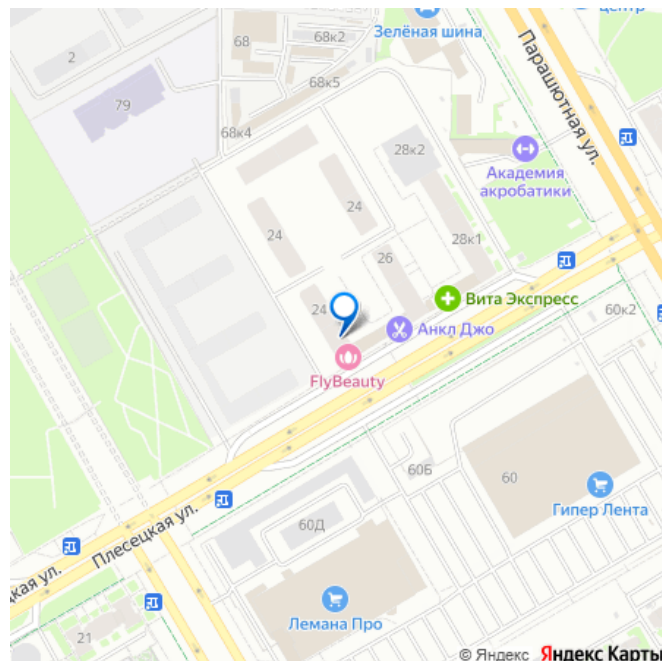 центр
68к2
Зелёная шина
68
2
68к5
79
Парашютная ул.
68к4
28к2
Академия
акробатики
24
24
28к1
26
24
Вита Экспресс
60к2
Анкл Джо
FlyBeauty
60Б
60
Гипер Лента
Плесецкая ул.
60Д
цкая ул.
Лемана Про
21
© Яндекс Яндекс Карты